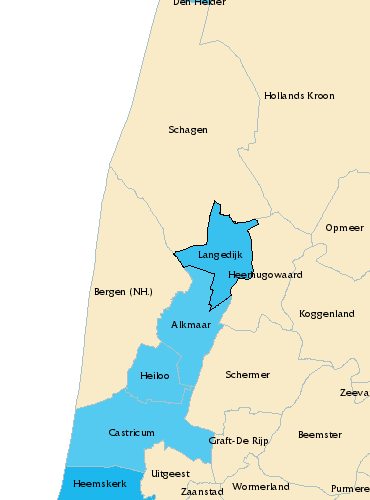 Den Helder
Hollands Kroon
Schagen
Opmeer
Langedijk
Heerhugowaard
Bergen (NH.)
Koggenland
Alkmaar
Heiloo
Schermer
Zeeva
Castricum
Graft-De Rijp
Beemster
Uitgeest
Heemskerk
Zaanstad
Wormerland
Purmere